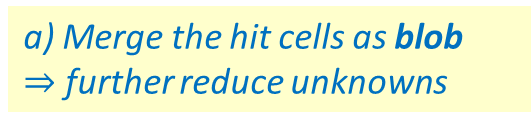 a) Merge the hit cells as blob
⇒ further reduce unknowns